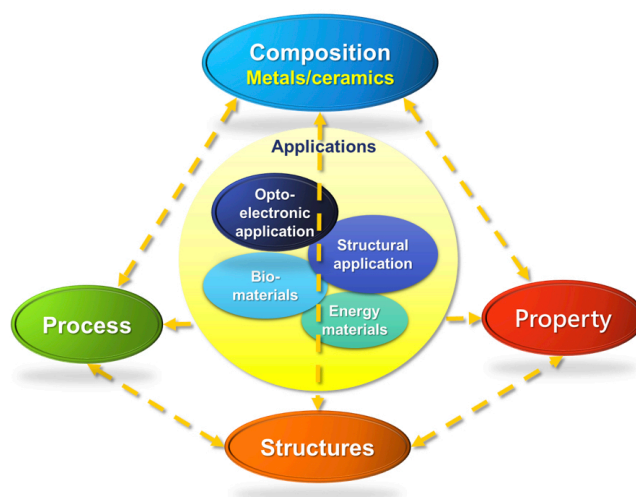 Composition
Metals/ceramics
Applications
Opto-
electronic
application
Structural
application
Bio-
materials
Energy
materials
Process
Property
Structures